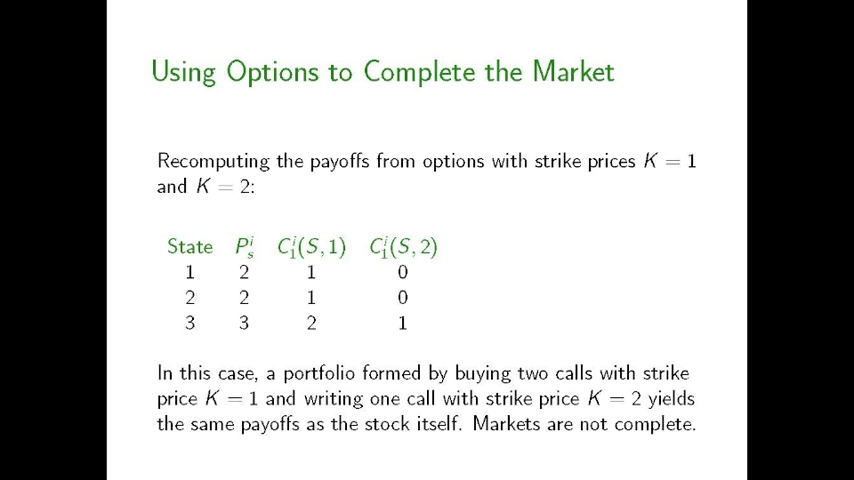 Using Options to Complete the Market
Recomputing the payoffs from options with strike prices K = 1
and K = 2:
State P_s^i C_1^i(S, 1) C_1^i(S, 2)
1 2 1 0
2 2 1 0
3 3 2 1
In this case, a portfolio formed by buying two calls with strike
price K = 1 and writing one call with strike price K = 2 yields
the same payoffs as the stock itself. Markets are not complete.